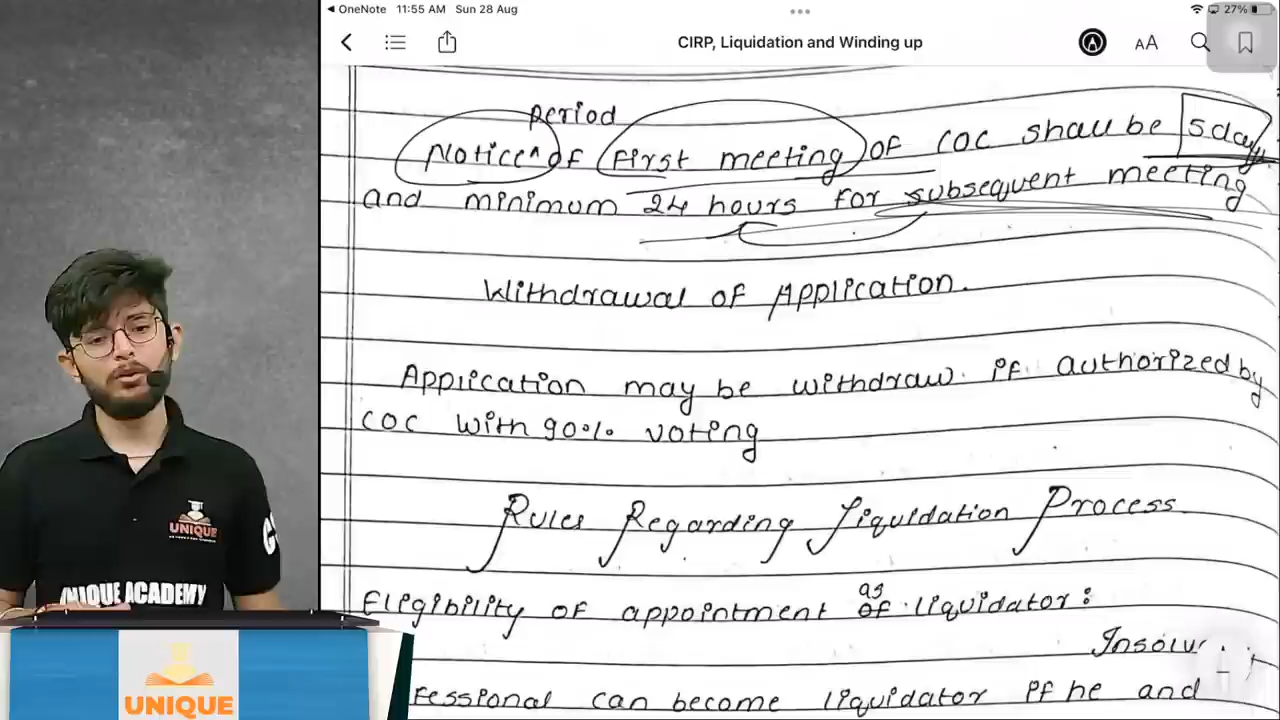 OneNote 11:55 AM Sun 28 Aug
27%
CIRP, Liquidation and Winding up
AA
period
Notice^ of First meeting of COC shall be 5 days
and minimum 24 hours for subsequent meeting
Withdrawal of Application.
Application may be withdraw if authorized by
COC with 90% voting
Rules Regarding Liquidation Process
as
Eligibility of appointment of liquidator:
Insolv
fessional can become liquidator if he and
UNIQUE
UNIQUE ACADEMY
UNIQUE